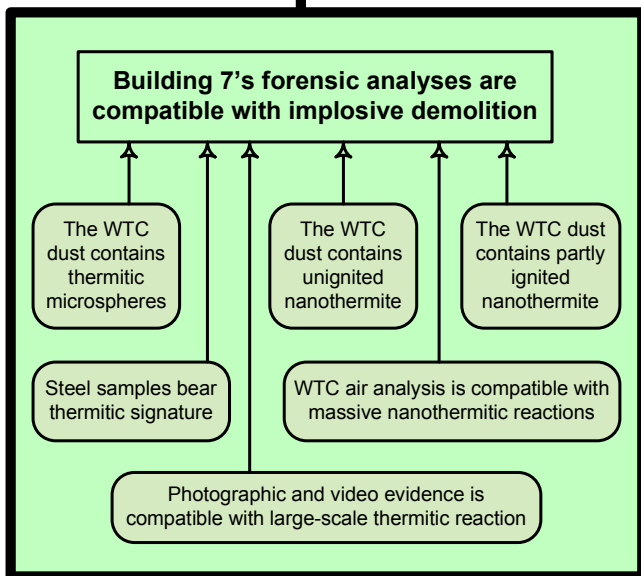 Building 7’s forensic analyses are
compatible with implosive demolition
The WTC
dust contains
thermitic
microspheres
The WTC
dust contains
unignited
nanothermite
The WTC dust
contains partly
ignited
nanothermite
Steel samples bear
thermitic signature
WTC air analysis is compatible with
massive nanothermitic reactions
Photographic and video evidence is
compatible with large-scale thermitic reaction